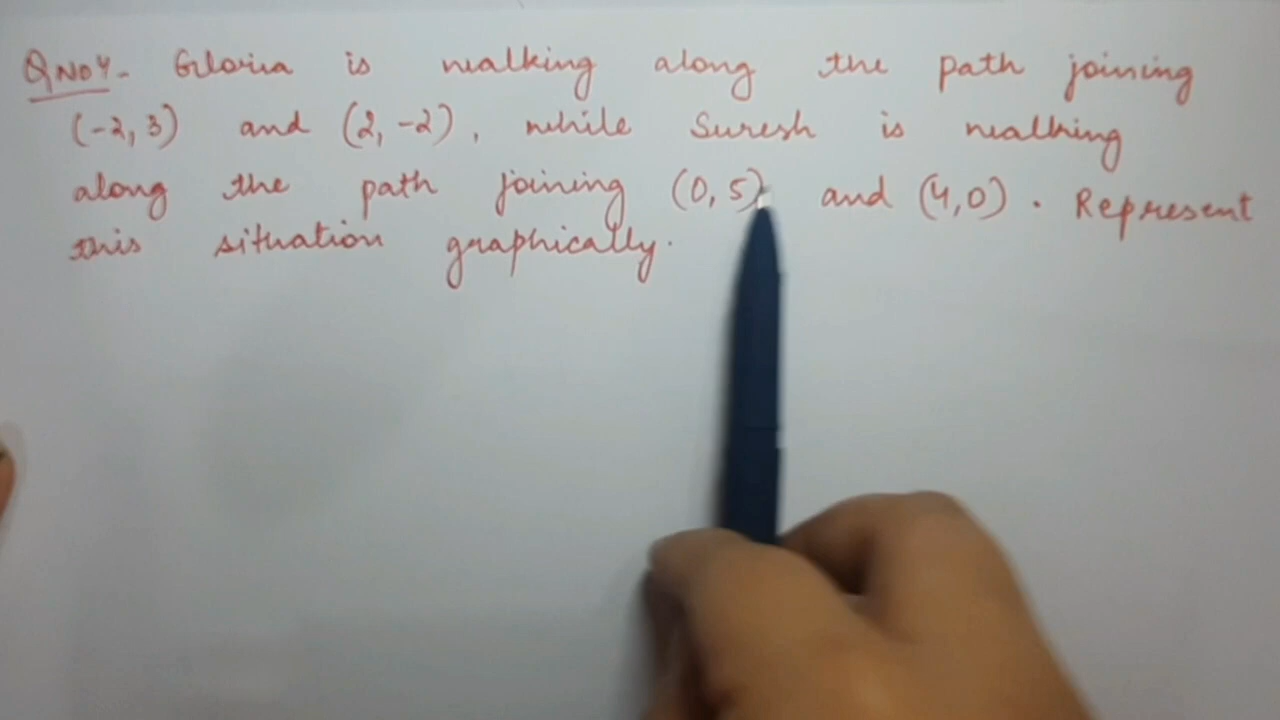 QNo4. Gloria is walking along the path joining
(-2, 3) and (2, -2), while Suresh is walking
along the path joining (0, 5) and (4,0). Represent
this situation graphically.